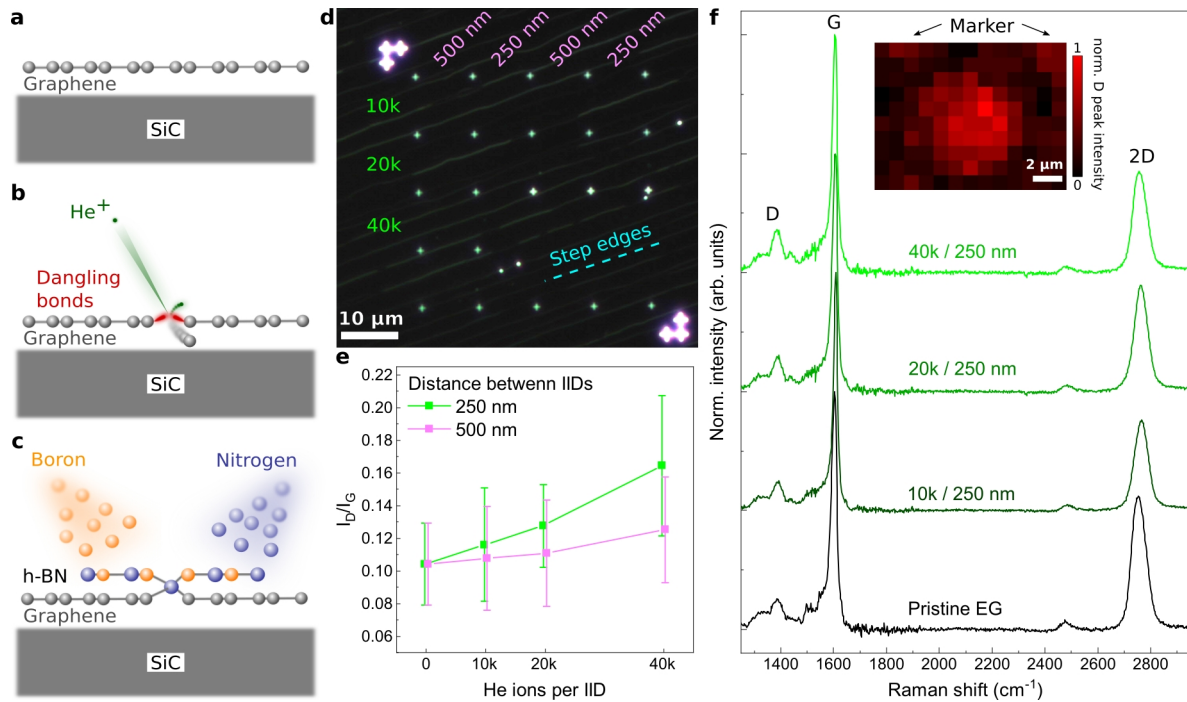 a
Graphene
SiC
b
He+
Dangling
bonds
Graphene
SiC
c
Boron
Nitrogen
h-BN
Graphene
SiC
d
500 nm
250 nm
500 nm
250 nm
10k
20k
40k
Step edges
10 μm
e
Distance betwenn IIDs
250 nm
500 nm
0.22
0.20
0.18
0.16
0.14
0.12
0.10
0.08
0.06
ID/IG
0
10k
20k
40k
He ions per IID
f
G
Marker
1
norm. D peak intensity
0
2 μm
2D
D
40k / 250 nm
20k / 250 nm
10k / 250 nm
Pristine EG
Norm. intensity (arb. units)
1400 1600 1800 2000 2200 2400 2600 2800
Raman shift (cm-1)